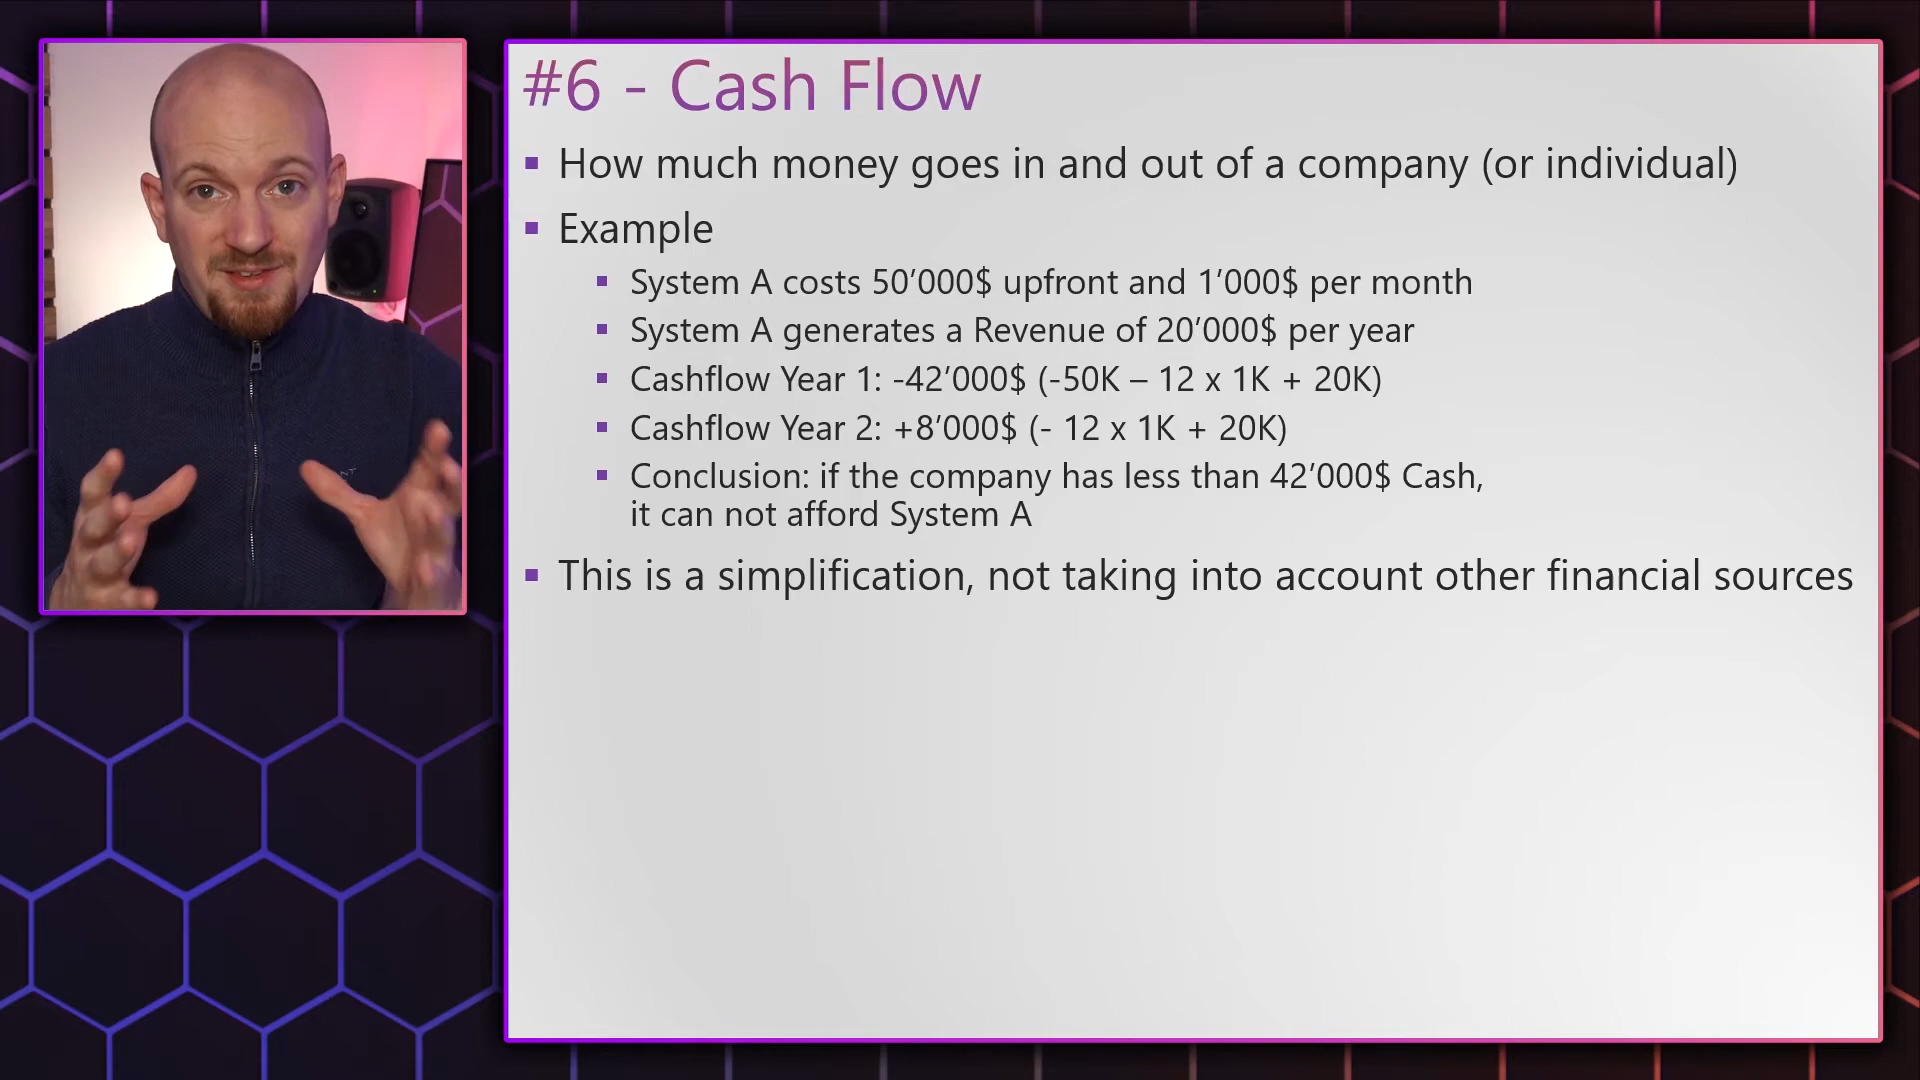 #6 - Cash Flow
▪ How much money goes in and out of a company (or individual)
▪ Example
▪ System A costs 50’000$ upfront and 1’000$ per month
▪ System A generates a Revenue of 20’000$ per year
▪ Cashflow Year 1: -42’000$ (-50K – 12 x 1K + 20K)
▪ Cashflow Year 2: +8’000$ (- 12 x 1K + 20K)
▪ Conclusion: if the company has less than 42’000$ Cash,
it can not afford System A
▪ This is a simplification, not taking into account other financial sources